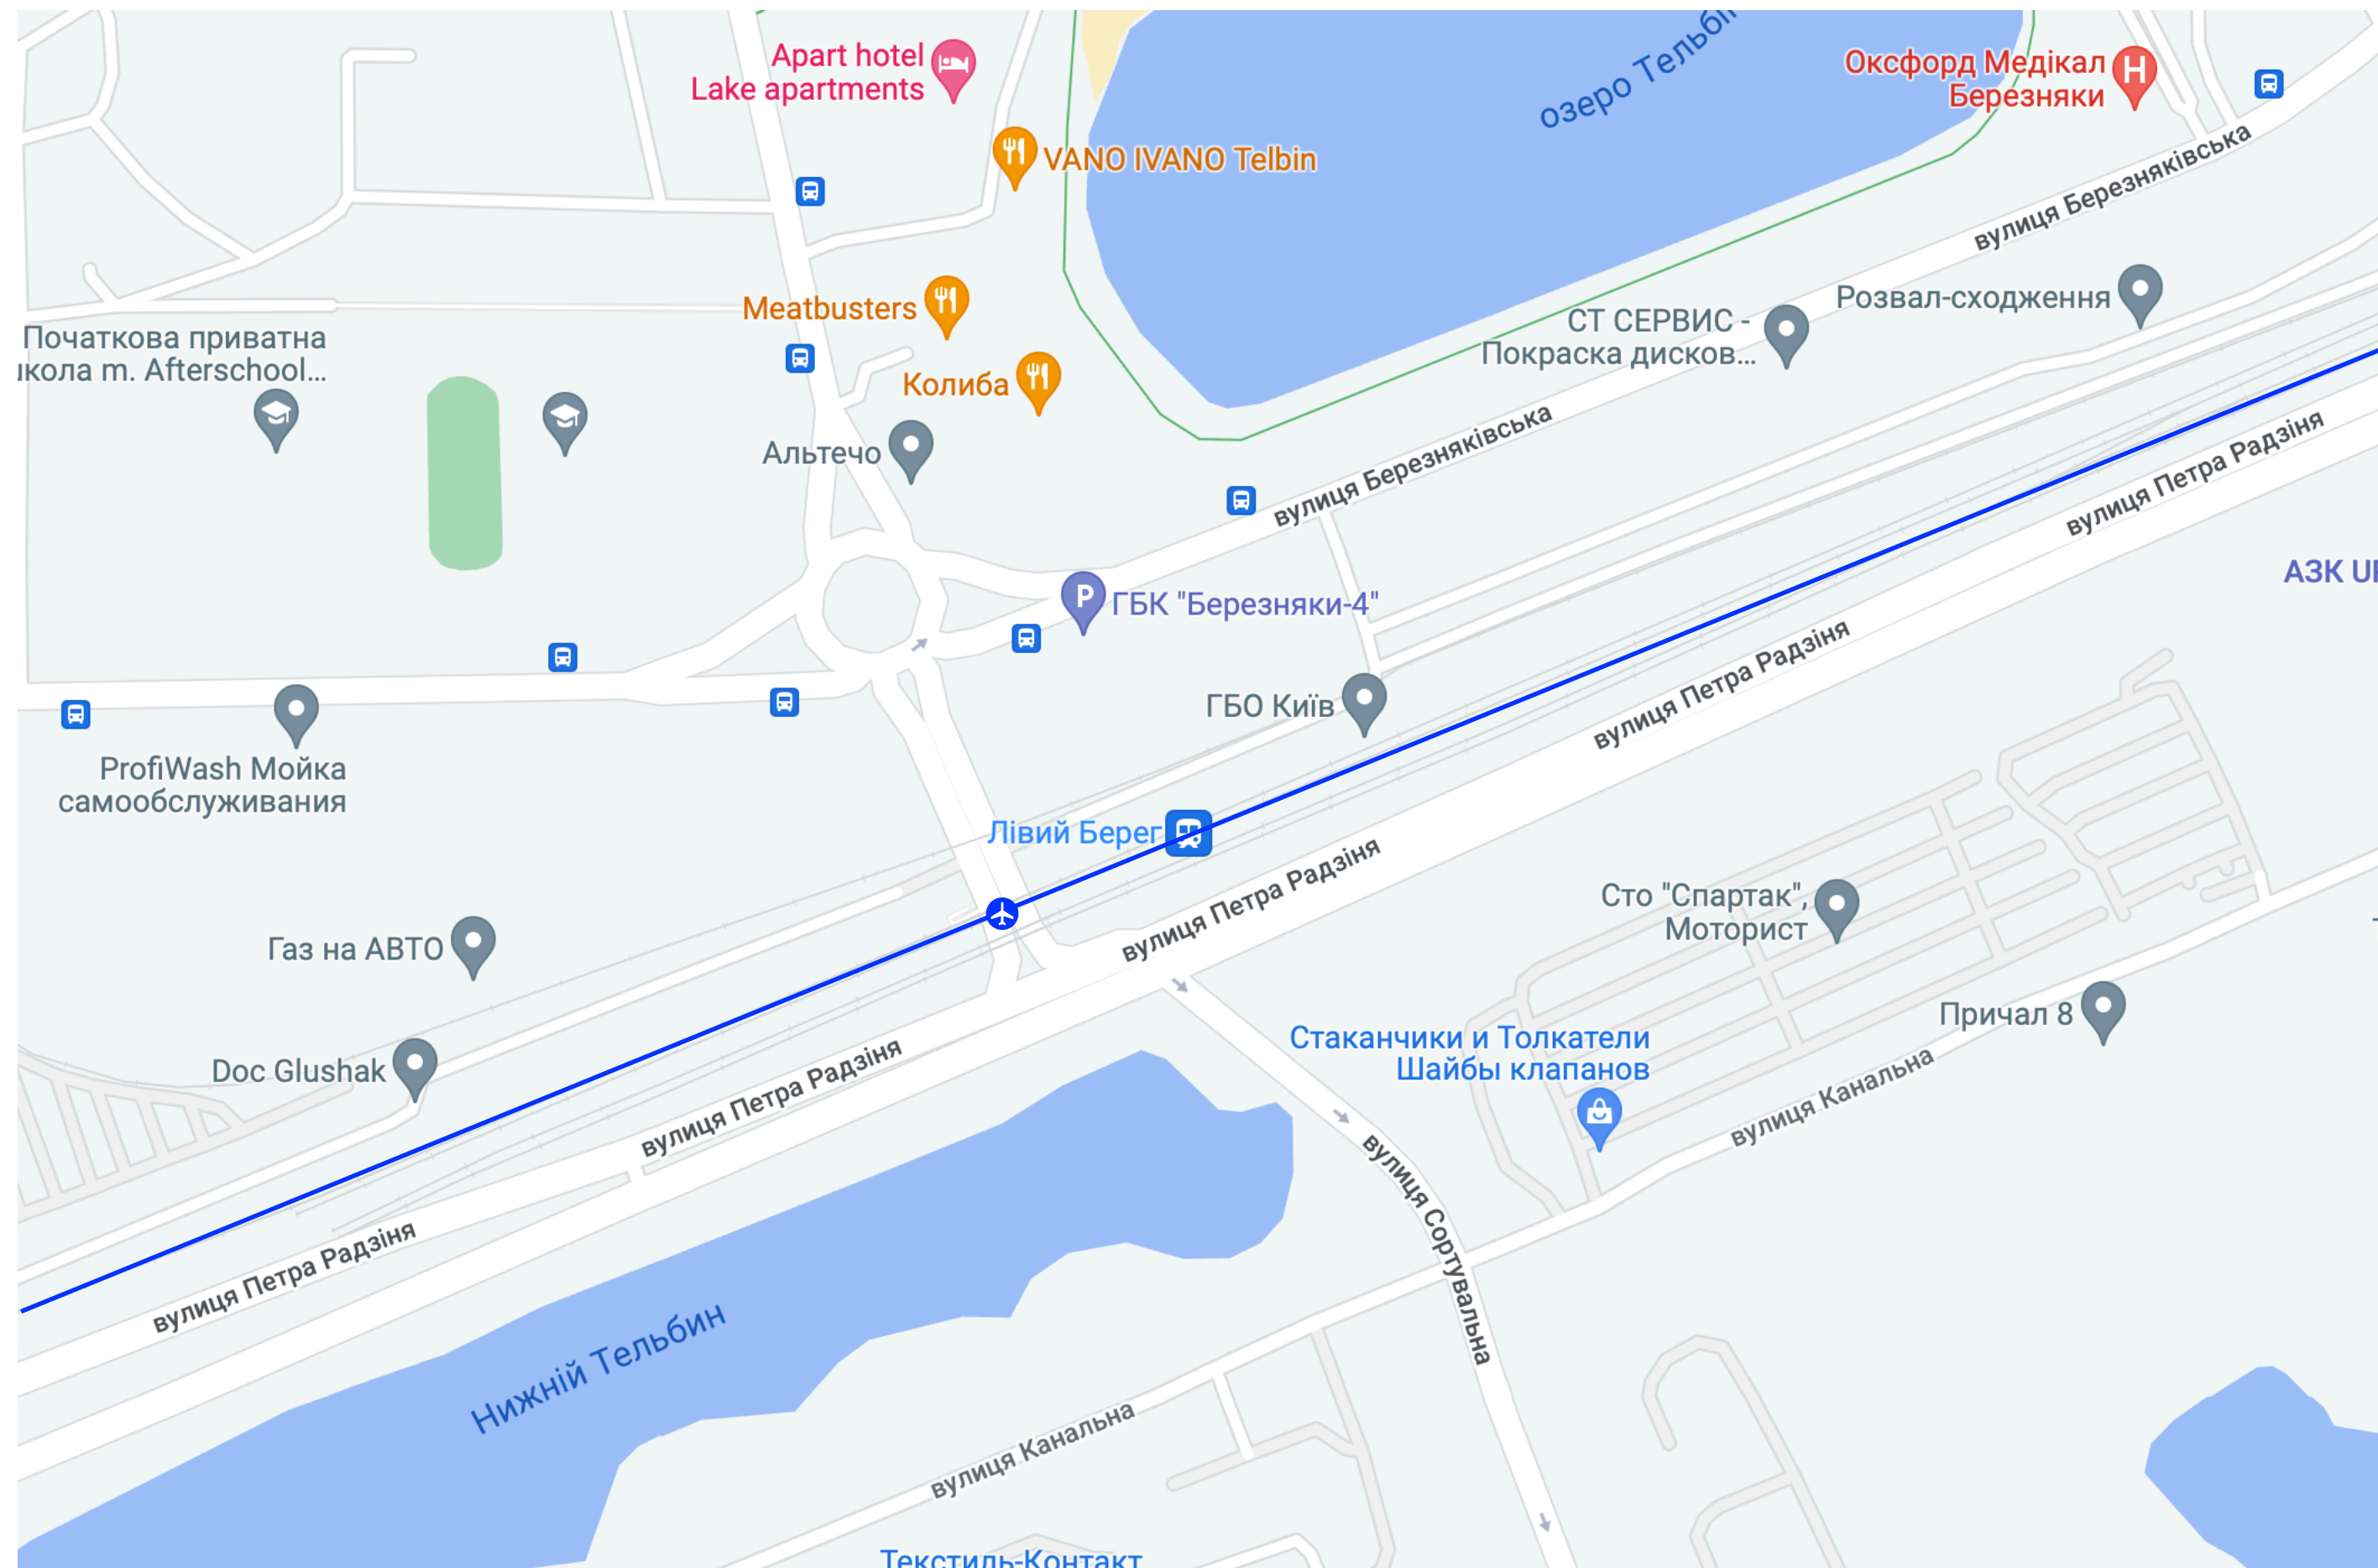 Apart hotel
Lake apartments
озеро Тельбін
Оксфорд Медікал
Березняки
VANO IVANO Telbin
вулиця Березняківська
Meatbusters
Розвал-сходження
СТ СЕРВИС -
Покраска дисков...
Початкова приватна
кола m. Afterschool...
Колиба
Альтечо
вулиця Березняківська
вулиця Петра Радзіня
АЗК
P
ГБК "Березняки-4"
H
ГБО Київ
вулиця Петра Радзіня
ProfiWash Мойка
самообслуживания
Лівий Берег
вулиця Петра Радзіня
Сто "Спартак",
Моторист
Газ на АВТО
Причал 8
Стаканчики и Толкатели
Шайбы клапанов
Doc Glushak
вулиця Петра Радзіня
вулиця Канальна
вулиця Сортувальна
вулиця Петра Радзіня
Нижній Тельбин
вулиця Канальна
Текстиль-Контакт